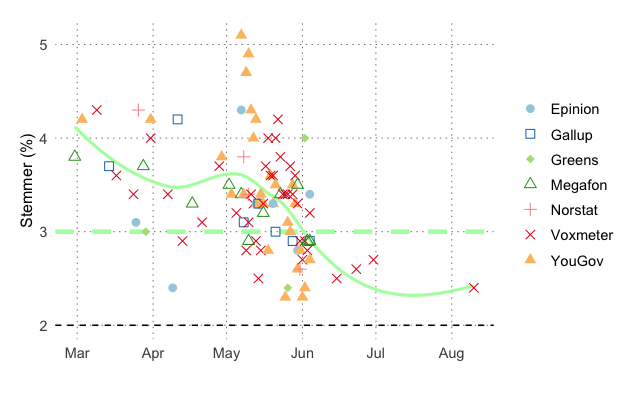 5
4
3
2
Stemmer (%)
Mar Apr May Jun Jul Aug
Epinion
Gallup
Greens
Megafon
Norstat
Voxmeter
YouGov